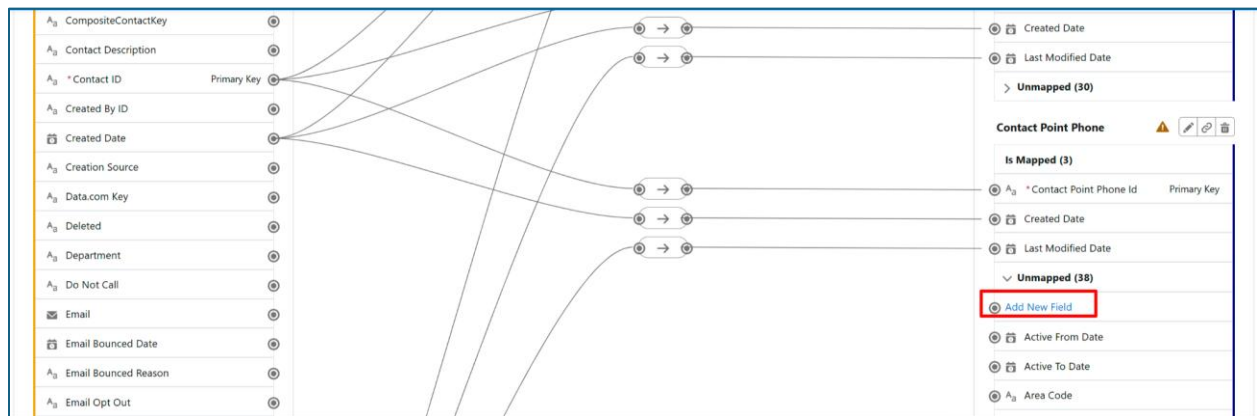 CompositeContactKey
Contact Description
* Contact ID Primary Key
Created By ID
Created Date
Creation Source
Data.com Key
Deleted
Department
Do Not Call
Email
Email Bounced Date
Email Bounced Reason
Email Opt Out
Created Date
Last Modified Date
Unmapped (30)
Contact Point Phone
Is Mapped (3)
* Contact Point Phone Id Primary Key
Created Date
Last Modified Date
Unmapped (38)
Add New Field
Active From Date
Active To Date
Area Code